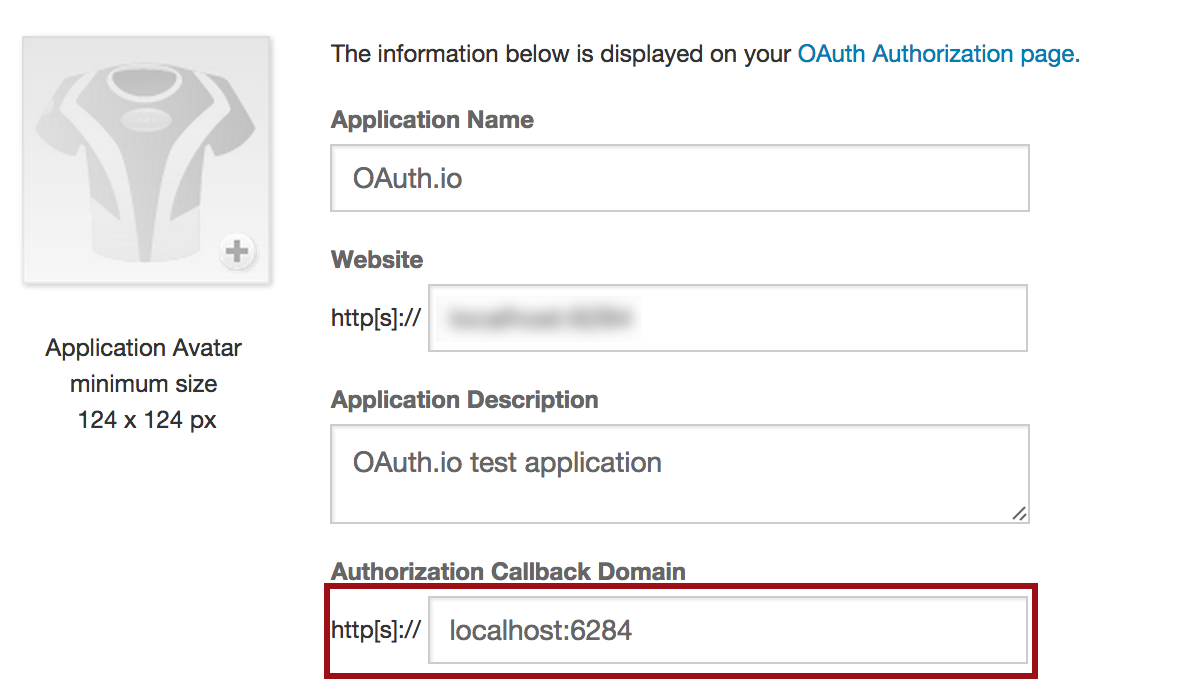 The information below is displayed on your OAuth Authorization page.
Application Name
OAuth.io
Website
http[s]://
Application Avatar
minimum size
124 x 124 px
Application Description
OAuth.io test application
Authorization Callback Domain
http[s]:// localhost:6284